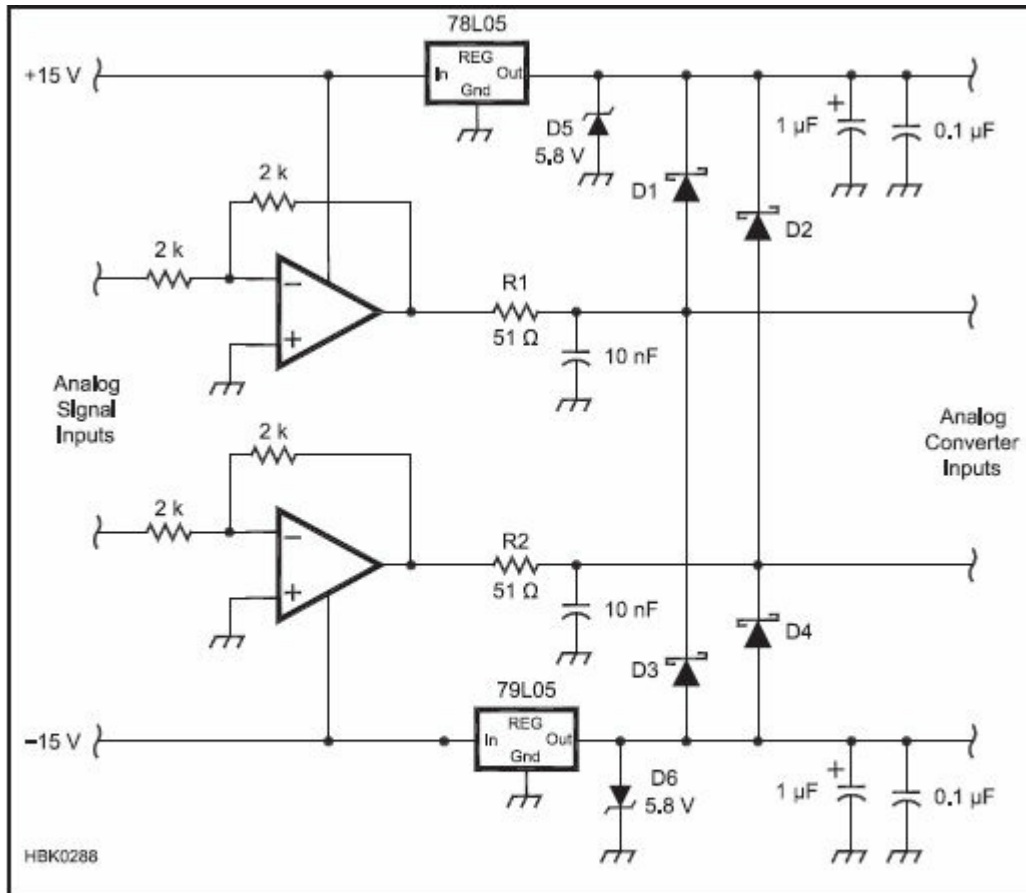 78L05
+15 V
REG
In
Out
Gnd
D5
5.8 V
1 µF
+
0.1 µF
D1
D2
2 k
2 k
−
+
R1
51 Ω
10 nF
Analog
Signal
Inputs
Analog
Converter
Inputs
2 k
2 k
−
+
R2
51 Ω
10 nF
D4
D3
79L05
−15 V
REG
In
Out
Gnd
D6
5.8 V
1 µF
+
0.1 µF
HBK0288